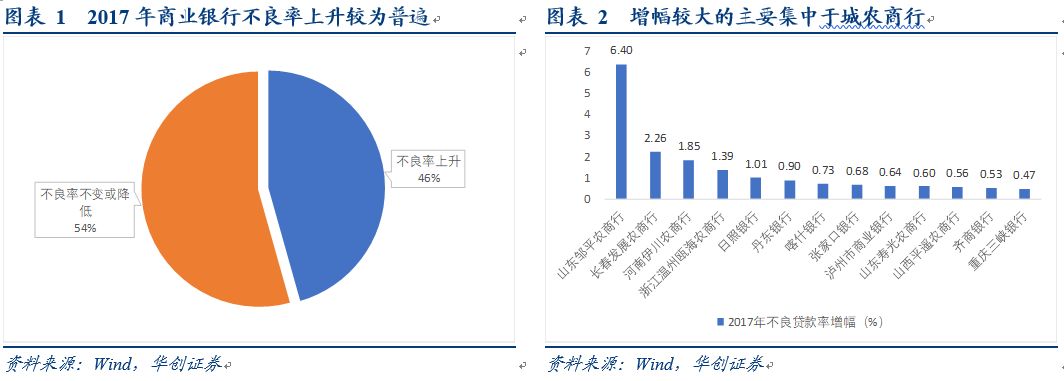 图表 1 2017 年商业银行不良率上升较为普遍
不良率上升
46%
不良率不变或降
低
54%
资料来源：Wind，华创证券
图表 2 增幅较大的主要集中于城农商行
7
6
5
4
3
2
1
0
6.40
2.26
1.85
1.39
1.01
0.90
0.73
0.68
0.64
0.60
0.56
0.53
0.47
山东邹平农商行
长春发展农商行
河南伊川农商行
浙江温州瓯海农商行
日照银行
丹东银行
喀什银行
张家口银行
泸州市商业银行
山东寿光农商行
山西平遥农商行
齐商银行
重庆三峡银行
2017年不良贷款率增幅（%）
资料来源：Wind，华创证券